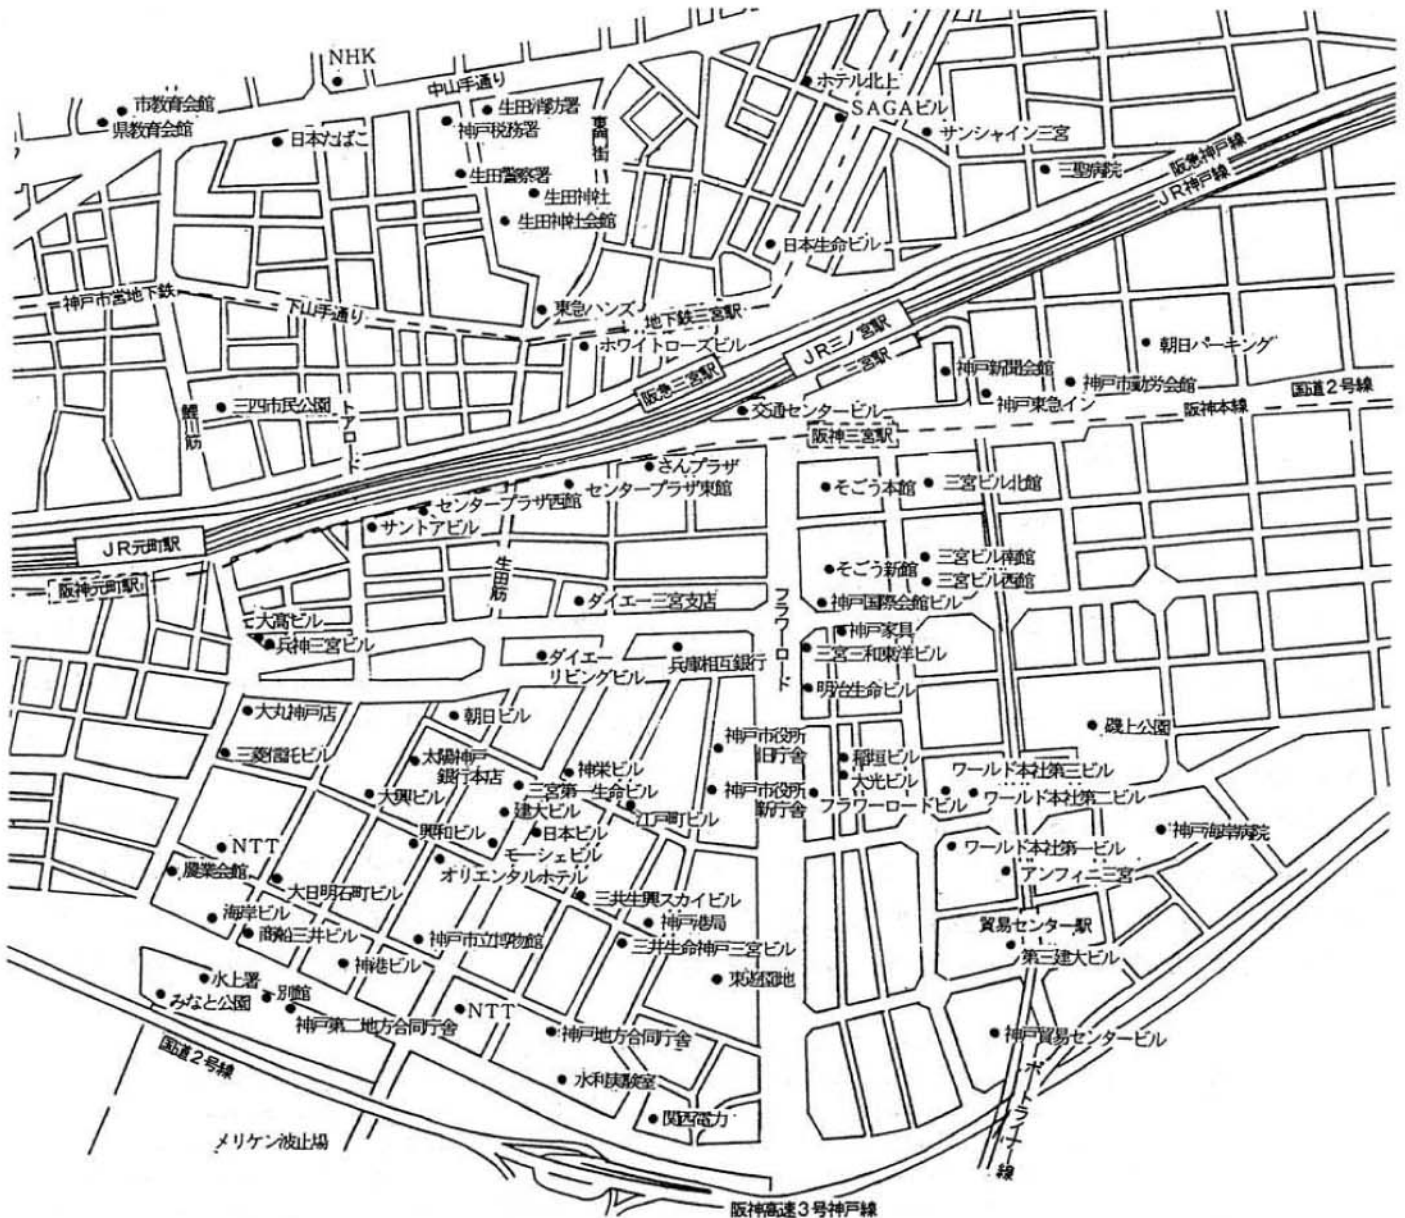 NHK
中山手通り
ホテル北上
市教育会館
生田消防署
SAGAビル
県教育会館
神戸税務署
東門街
サンシャイン三宮
日本たばこ
阪急神戸線
生田警察署
三聖病院
JR神戸線
生田神社
生田神社会館
日本生命ビル
神戸市営地下鉄
下山手通り
東急ハンズ
地下鉄三宮駅
ホワイトローズビル
JR三ノ宮駅
三宮駅
朝日パーキング
阪急三宮駅
神戸新聞会館
神戸市勤労会館
国道2号線
三四市民公園
トアロード
鯉川筋
交通センタービル
神戸東急イン
阪神本線
阪神三宮駅
さんプラザ
センタープラザ東館
そごう本館
三宮ビル北館
センタープラザ西館
サントアビル
JR元町駅
三宮ビル南館
阪神元町駅
生田筋
そごう新館
三宮ビル西館
ダイエー三宮支店
フラワーロード
神戸国際会館ビル
大髙ビル
神戸家具
兵神三宮ビル
三宮三和東洋ビル
ダイエー
リビングビル
兵庫相互銀行
明治生命ビル
大丸神戸店
朝日ビル
磯上公園
神戸市役所
旧庁舎
三菱信託ビル
太陽神戸
銀行本店
稲垣ビル
神栄ビル
ワールド本社第三ビル
大光ビル
三宮第一生命ビル
神戸市役所
新庁舎
大興ビル
フラワーロードビル
ワールド本社第二ビル
建大ビル
江戸町ビル
興和ビル
日本ビル
神戸海岸病院
NTT
モーシェビル
ワールド本社第一ビル
農業会館
オリエンタルホテル
アンフィニ三宮
大日明石町ビル
三共生興スカイビル
海岸ビル
神戸港局
貿易センター駅
商船三井ビル
神戸市立博物館
三井生命神戸三宮ビル
第三建大ビル
神港ビル
水上署
東遊園地
みなと公園
別館
神戸第二地方合同庁舎
NTT
神戸地方合同庁舎
神戸貿易センタービル
国道2号線
水利実験室
ポートライナー線
関西電力
メリケン波止場
阪神高速3号神戸線